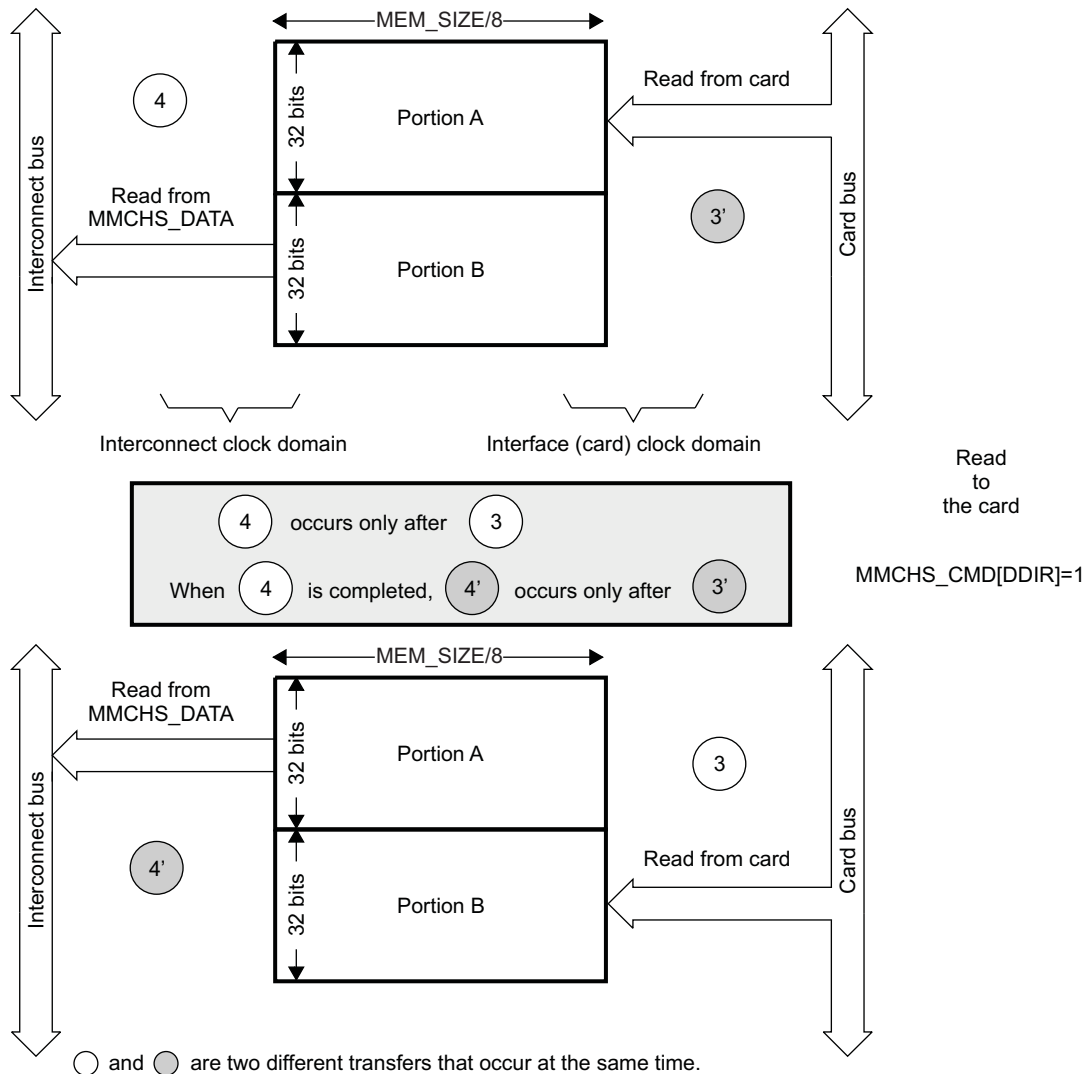 MEM_SIZE/8
Interconnect bus
4
32 bits
Portion A
Read from card
Card bus
Read from
MMCHS_DATA
32 bits
Portion B
3’
Interconnect clock domain
Interface (card) clock domain
Read
to
the card
4 occurs only after 3
When 4 is completed, 4’ occurs only after 3’
MMCHS_CMD[DDIR]=1
MEM_SIZE/8
Interconnect bus
Read from
MMCHS_DATA
32 bits
Portion A
3
Card bus
4’
32 bits
Portion B
Read from card
and are two different transfers that occur at the same time.